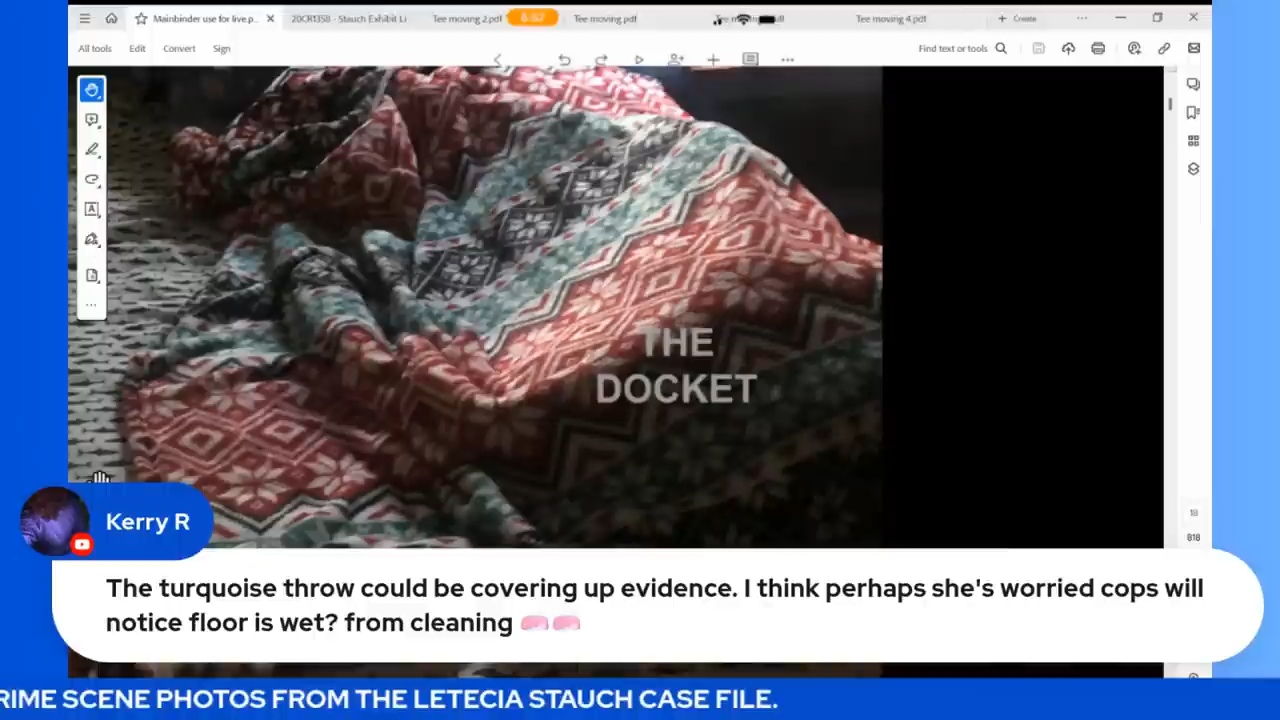 Mainbinder use for live.p...
20CR1358 - Stauch Exhibit Li
Tee moving 2.pdf
Tee moving pdf
Tee moving 4.pdf
Create
All tools
Edit
Convert
Sign
Find text or tools
THE
DOCKET
818
Kerry R
The turquoise throw could be covering up evidence. I think perhaps she's worried cops will
notice floor is wet? from cleaning
RIME SCENE PHOTOS FROM THE LETECIA STAUCH CASE FILE.